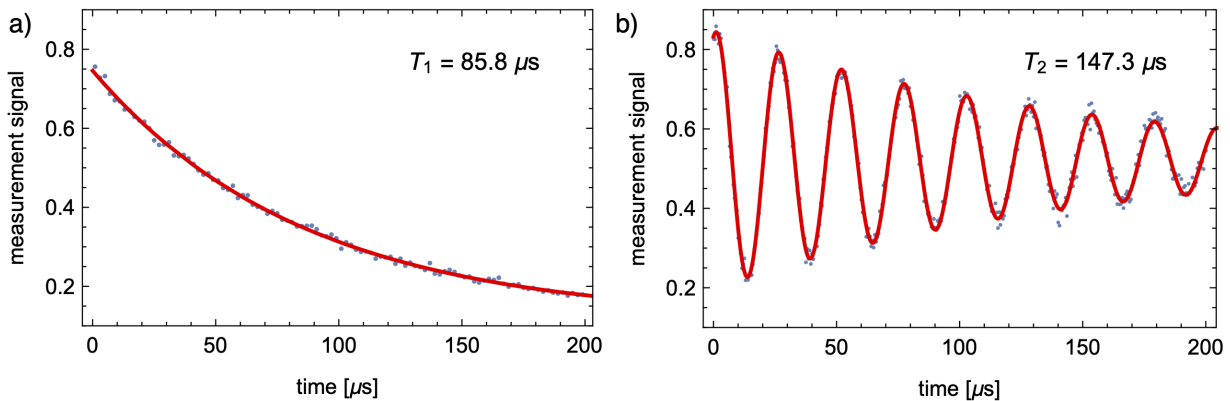 a)
T1 = 85.8 μs
measurement signal
0.8
0.6
0.4
0.2
0 50 100 150 200
time [μs]
b)
T2 = 147.3 μs
measurement signal
0.8
0.6
0.4
0.2
0 50 100 150 200
time [μs]